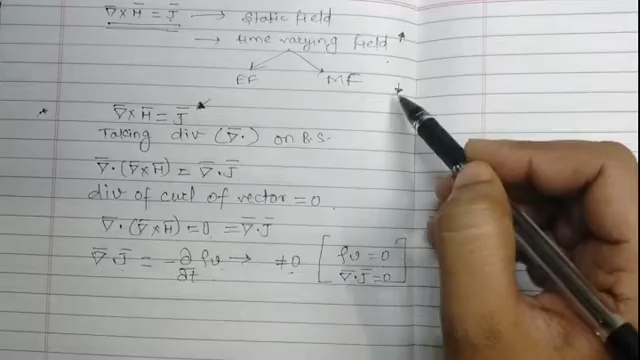 ∇̄ × H̄ = J̄ → static field
→ time varying field *
EF MF
* ∇̄ × H̄ = J̄
Taking div (∇̄·) on B.S.
∇̄·(∇̄ × H̄) = ∇̄·J̄
div of curl of vector = 0.
∇̄·(∇̄ × H̄) = 0 = ∇̄·J̄
∇̄·J̄ = -∂ρv/∂t → ≠ 0 [ρv = 0
∇̄·J̄ = 0]